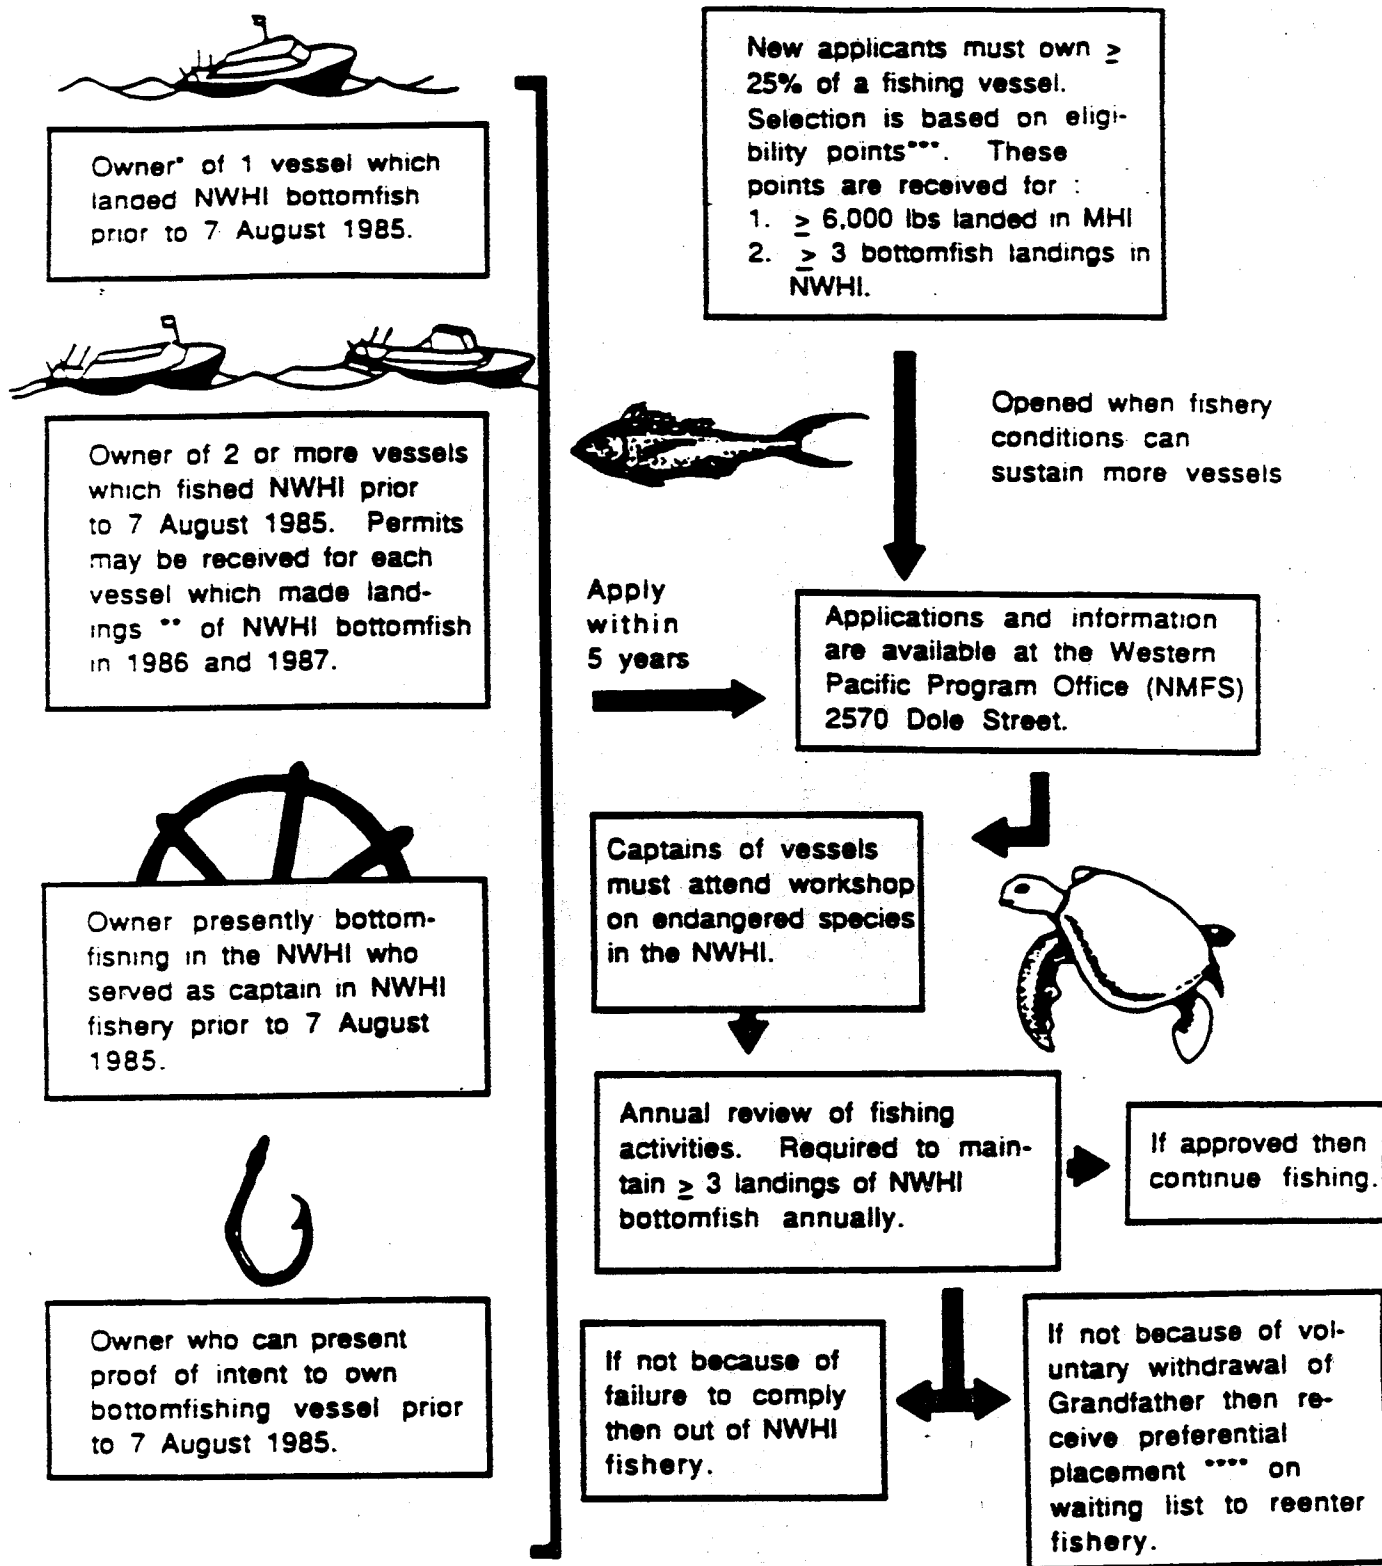 Owner* of 1 vessel which
landed NWHI bottomfish
prior to 7 August 1985.
Owner of 2 or more vessels
which fished NWHI prior
to 7 August 1985. Permits
may be received for each
vessel which made land-
ings ** of NWHI bottomfish
in 1986 and 1987.
Owner presently bottom-
fishing in the NWHI who
served as captain in NWHI
fishery prior to 7 August
1985.
Owner who can present
proof of intent to own
bottomfishing vessel prior
to 7 August 1985.
New applicants must own ≥
25% of a fishing vessel.
Selection is based on eligi-
bility points***. These
points are received for :
1. ≥ 6,000 lbs landed in MHI
2. ≥ 3 bottomfish landings in
NWHI.
Opened when fishery
conditions can
sustain more vessels
Apply
within
5 years
Applications and information
are available at the Western
Pacific Program Office (NMFS)
2570 Dole Street.
Captains of vessels
must attend workshop
on endangered species
in the NWHI.
Annual review of fishing
activities. Required to main-
tain ≥ 3 landings of NWHI
bottomfish annually.
If approved then
continue fishing.
If not because of
failure to comply
then out of NWHI
fishery.
If not because of vol-
untary withdrawal of
Grandfather then re-
ceive preferential
placement **** on
waiting list to reenter
fishery.